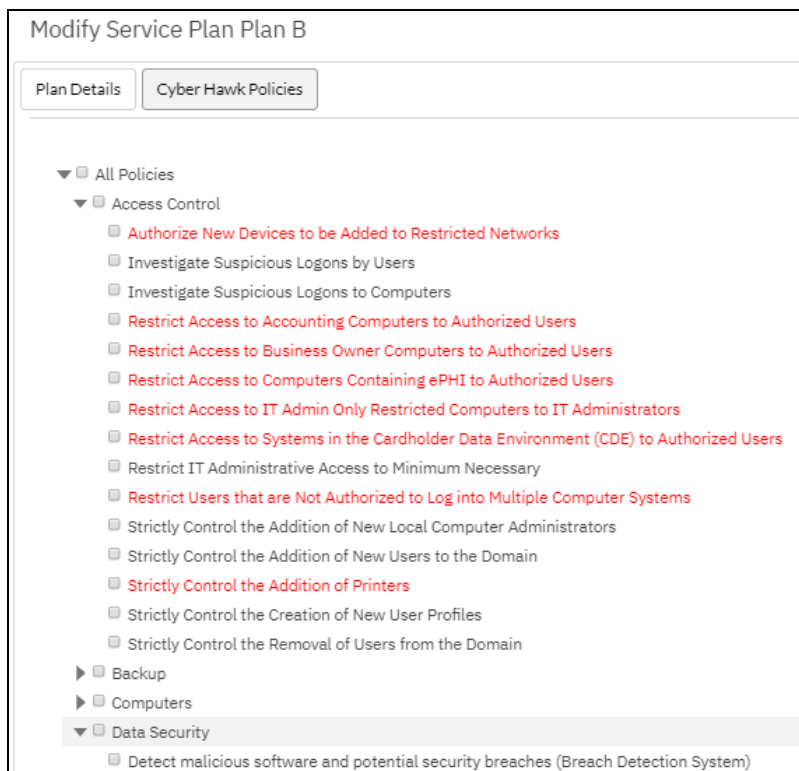 Modify Service Plan Plan B
Plan Details Cyber Hawk Policies
All Policies
Access Control
Authorize New Devices to be Added to Restricted Networks
Investigate Suspicious Logons by Users
Investigate Suspicious Logons to Computers
Restrict Access to Accounting Computers to Authorized Users
Restrict Access to Business Owner Computers to Authorized Users
Restrict Access to Computers Containing ePHI to Authorized Users
Restrict Access to IT Admin Only Restricted Computers to IT Administrators
Restrict Access to Systems in the Cardholder Data Environment (CDE) to Authorized Users
Restrict IT Administrative Access to Minimum Necessary
Restrict Users that are Not Authorized to Log into Multiple Computer Systems
Strictly Control the Addition of New Local Computer Administrators
Strictly Control the Addition of New Users to the Domain
Strictly Control the Addition of Printers
Strictly Control the Creation of New User Profiles
Strictly Control the Removal of Users from the Domain
Backup
Computers
Data Security
Detect malicious software and potential security breaches (Breach Detection System)